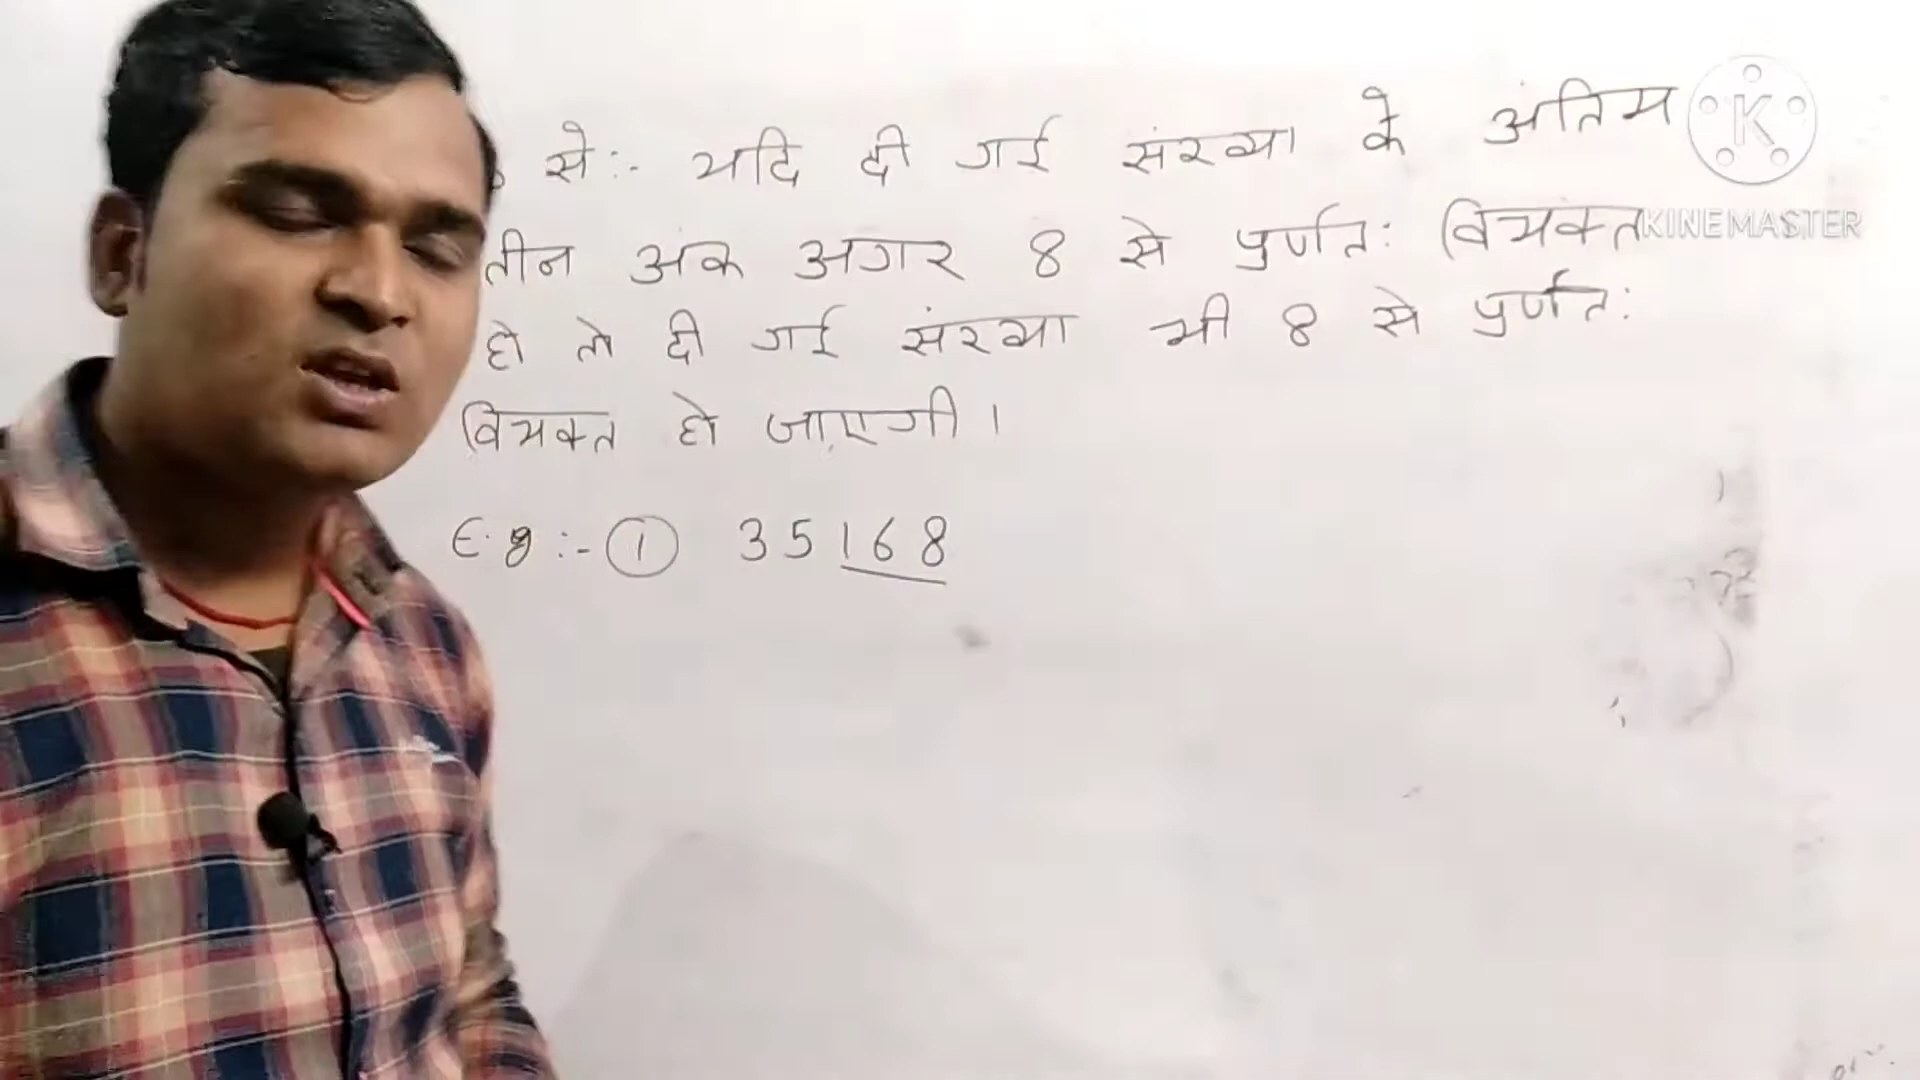 से:- यदि दी गई संख्या के अंतिम
तीन अंक अगर 8 से पुर्णत: विभक्त
हो तो दी गई संख्या भी 8 से पुर्णत:
विभक्त हो जाएगी।
E.g :- ① 35168
K
KINEMASTER